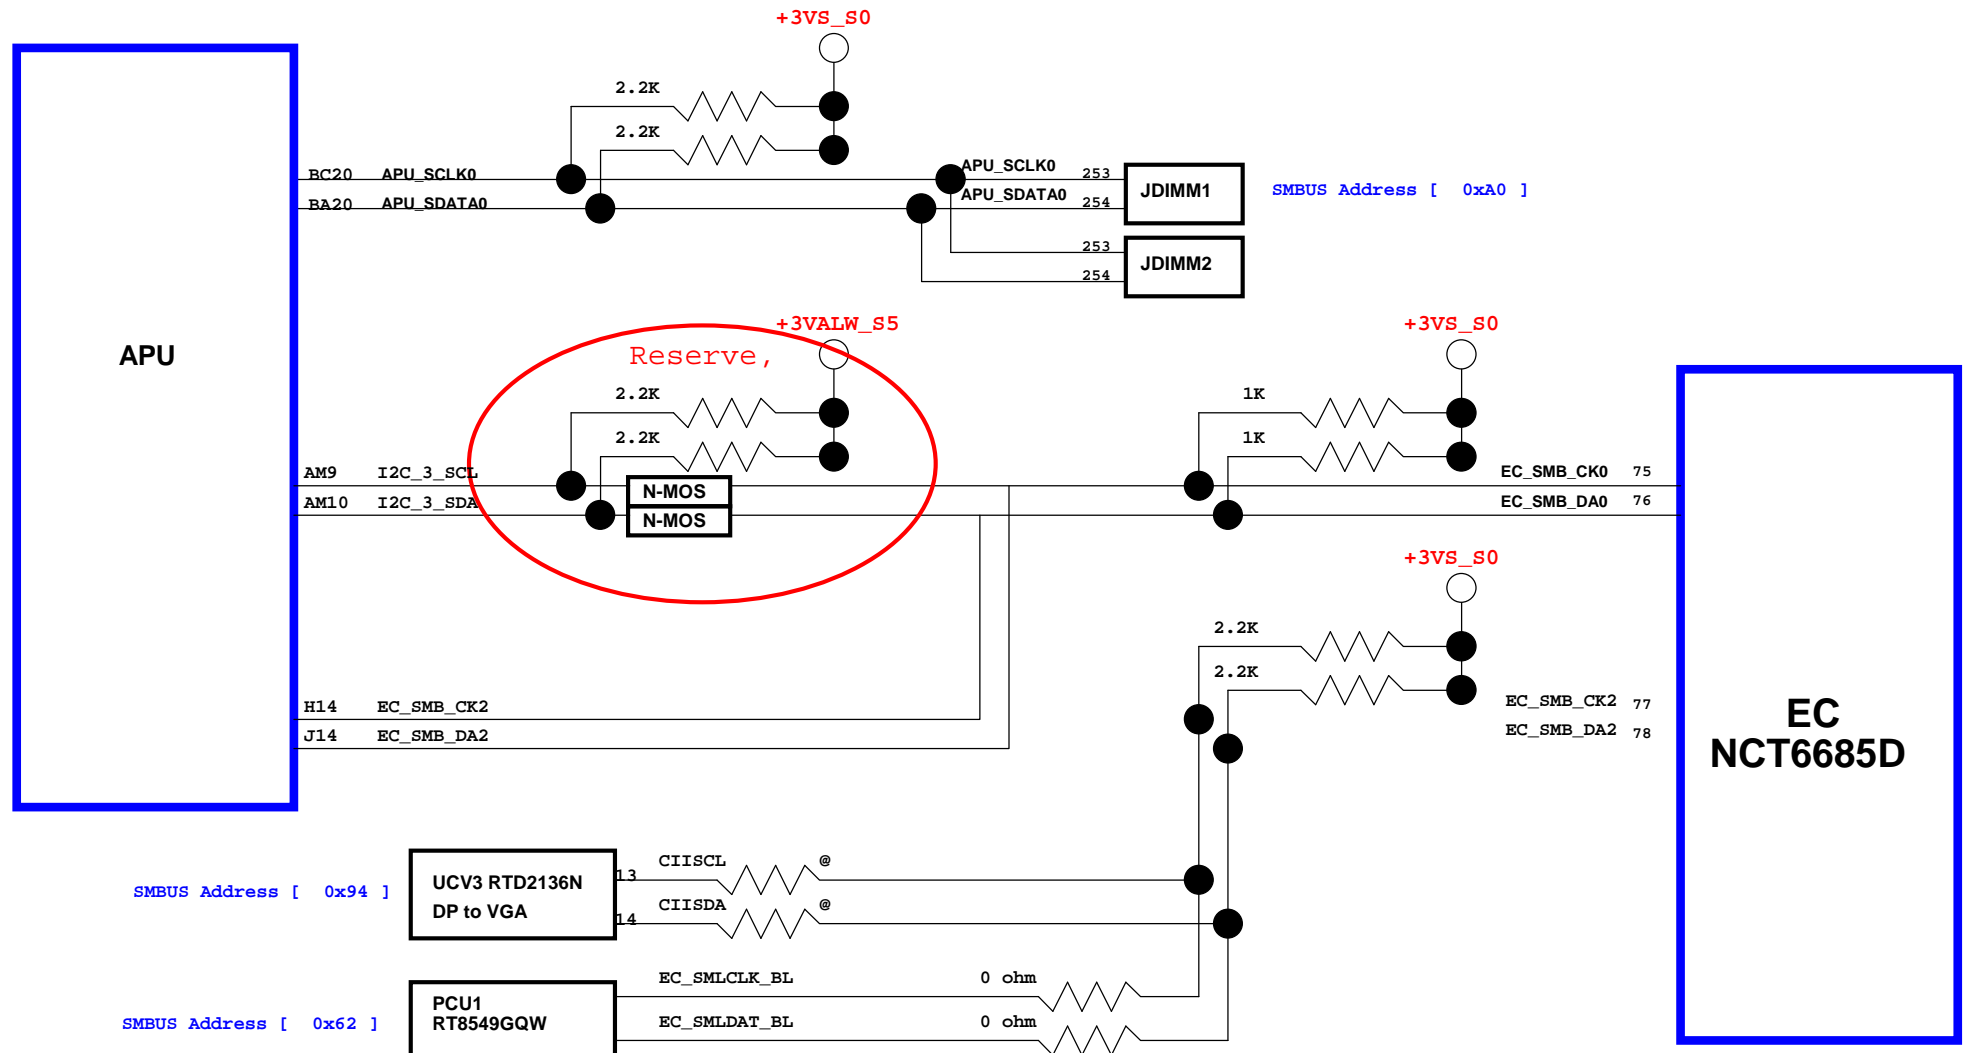 +3VS_S0
2.2K
2.2K
BC20 APU_SCLK0
BA20 APU_SDATA0
APU_SCLK0 253
APU_SDATA0 254
JDIMM1
SMBUS Address [ 0xA0 ]
253
254
JDIMM2
APU
+3VALW_S5
Reserve,
2.2K
2.2K
+3VS_S0
1K
1K
AM9 I2C_3_SCL
AM10 I2C_3_SDA
N-MOS
N-MOS
EC_SMB_CK0 75
EC_SMB_DA0 76
+3VS_S0
2.2K
2.2K
H14 EC_SMB_CK2
J14 EC_SMB_DA2
EC_SMB_CK2 77
EC_SMB_DA2 78
EC
NCT6685D
SMBUS Address [ 0x94 ]
UCV3 RTD2136N
DP to VGA
13 CIISCL @
14 CIISDA @
SMBUS Address [ 0x62 ]
PCU1
RT8549GQW
EC_SMLCLK_BL 0 ohm
EC_SMLDAT_BL 0 ohm